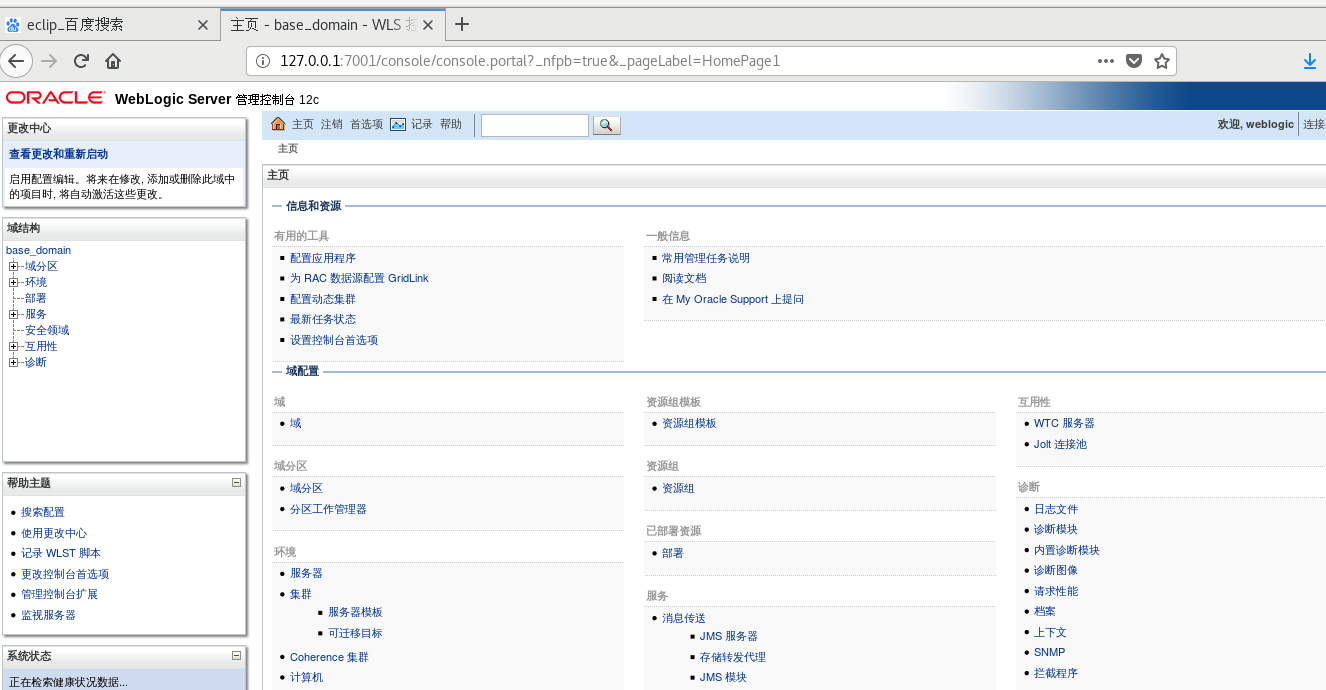 eclip_百度搜索
主页 - base_domain - WLS
127.0.0.1:7001/console/console.portal?_nfpb=true&_pageLabel=HomePage1
ORACLE WebLogic Server 管理控制台 12c
更改中心
查看更改和重新启动
启用配置编辑。将来在修改, 添加或删除此域中
的项目时, 将自动激活这些更改。
域结构
base_domain
域分区
环境
部署
服务
安全领域
互用性
诊断
帮助主题
搜索配置
使用更改中心
记录 WLST 脚本
更改控制台首选项
管理控制台扩展
监视服务器
系统状态
正在检索健康状况数据...
主页 注销 首选项 记录 帮助
欢迎, weblogic 连接
主页
主页
信息和资源
有用的工具
配置应用程序
为 RAC 数据源配置 GridLink
配置动态集群
最新任务状态
设置控制台首选项
一般信息
常用管理任务说明
阅读文档
在 My Oracle Support 上提问
域配置
域
域
域分区
域分区
分区工作管理器
环境
服务器
集群
服务器模板
可迁移目标
Coherence 集群
计算机
资源组模板
资源组模板
资源组
资源组
已部署资源
部署
服务
消息传送
JMS 服务器
存储转发代理
JMS 模块
互用性
WTC 服务器
Jolt 连接池
诊断
日志文件
诊断模块
内置诊断模块
诊断图像
请求性能
档案
上下文
SNMP
拦截程序